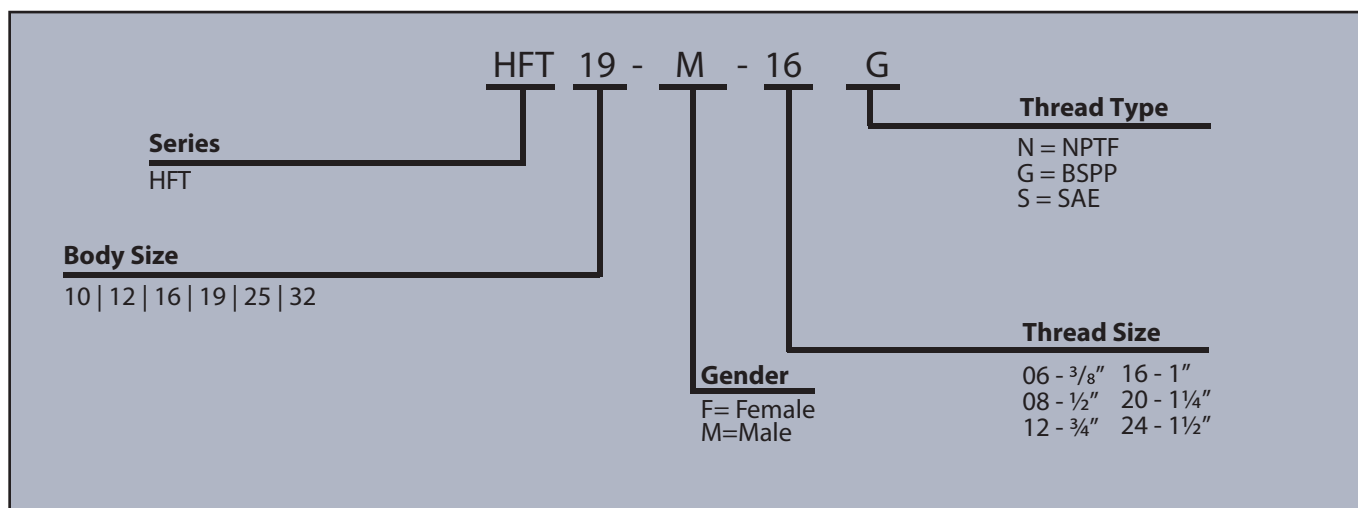 HFT 19 - M - 16 G
Series
HFT
Body Size
10 | 12 | 16 | 19 | 25 | 32
Gender
F= Female
M=Male
Thread Type
N = NPTF
G = BSPP
S = SAE
Thread Size
06 - ³/₈” 16 - 1”
08 - ½” 20 - 1¼”
12 - ¾” 24 - 1½”